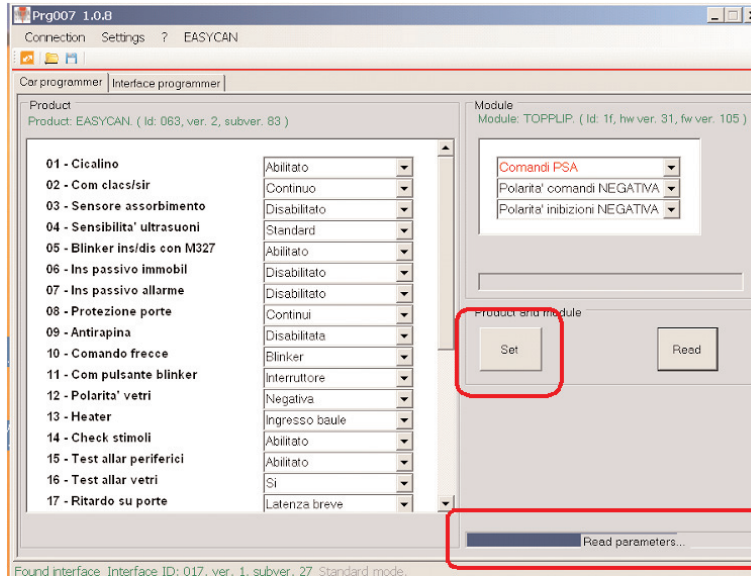 Prg007 1.0.8
Connection Settings ? EASYCAN
Car programmer Interface programmer
Product
Product: EASYCAN. ( Id: 063, ver. 2, subver. 83 )
01 - Cicalino Abilitato
02 - Com clacs/sir Continuo
03 - Sensore assorbimento Disabilitato
04 - Sensibilita' ultrasuoni Standard
05 - Blinker ins/dis con M327 Abilitato
06 - Ins passivo immobil Disabilitato
07 - Ins passivo allarme Disabilitato
08 - Protezione porte Continui
09 - Antirapina Disabilitata
10 - Comando frecce Blinker
11 - Com pulsante blinker Interruttore
12 - Polarita' vetri Negativa
13 - Heater Ingresso baule
14 - Check stimoli Abilitato
15 - Test allar periferici Abilitato
16 - Test allar vetri Si
17 - Ritardo su porte Latenza breve
Module
Module: TOPPLIP. ( Id: 1f, hw ver. 31, fw ver. 105 )
Comandi PSA
Polarita' comandi NEGATIVA
Polarita' inibizioni NEGATIVA
Product and module
Set Read
Read parameters...
Found interface Interface ID: 017, ver. 1, subver. 27 Standard mode.